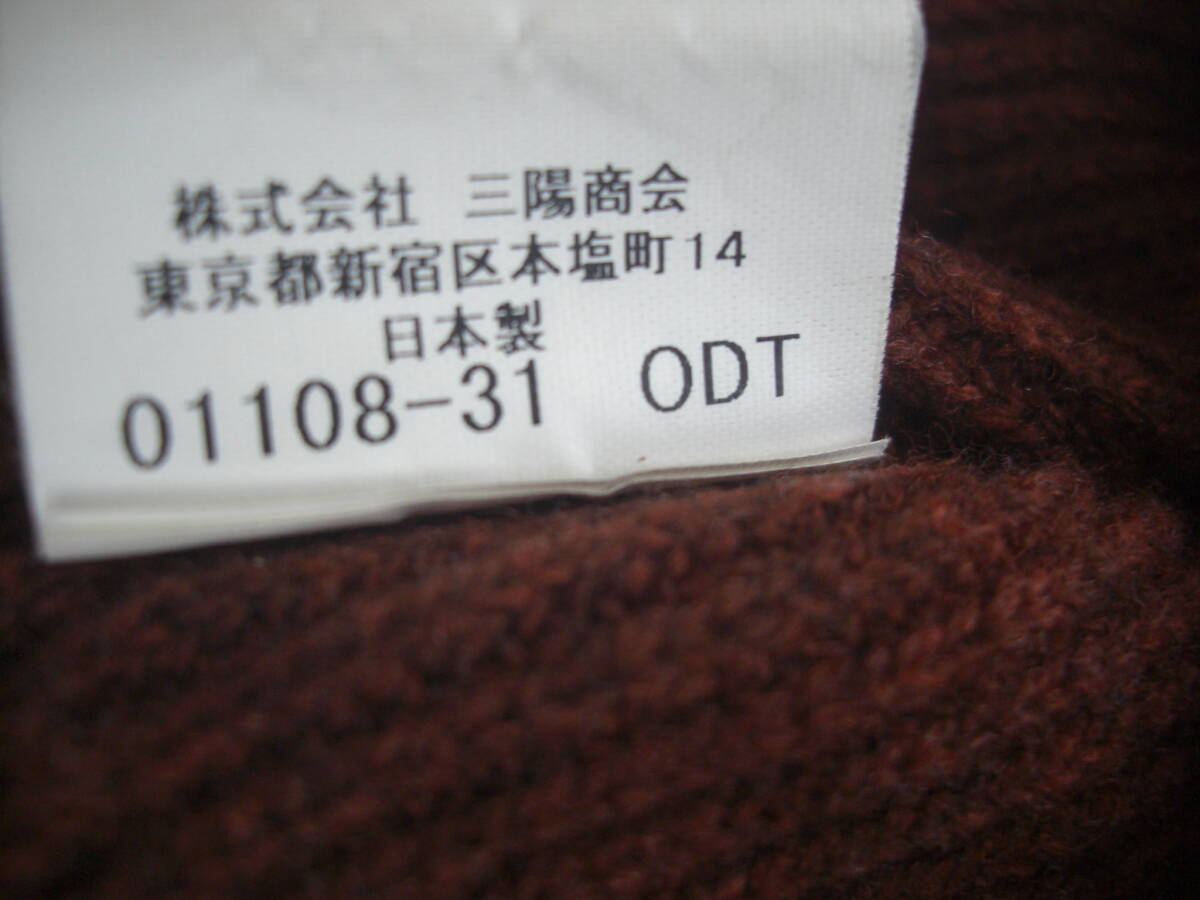 株式会社 三陽商会
東京都新宿区本塩町14
日本製
01108-31 ODT